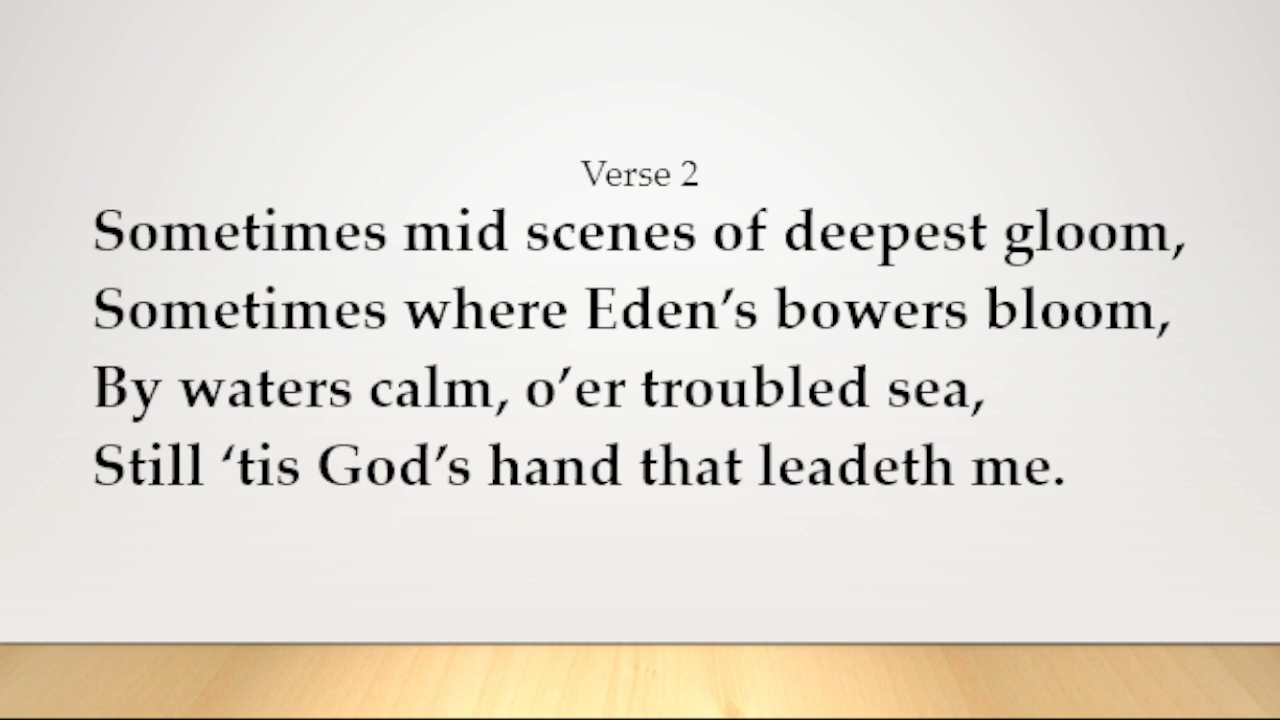 Verse 2
Sometimes mid scenes of deepest gloom,
Sometimes where Eden’s bowers bloom,
By waters calm, o’er troubled sea,
Still ‘tis God’s hand that leadeth me.